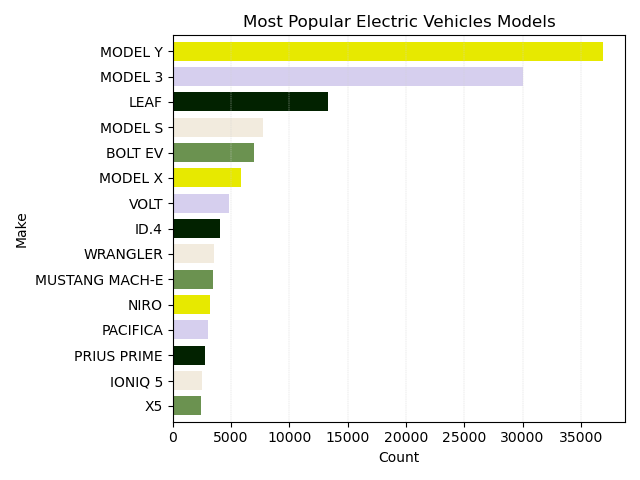 Most Popular Electric Vehicles Models
MODEL Y
MODEL 3
LEAF
MODEL S
BOLT EV
MODEL X
VOLT
ID.4
WRANGLER
MUSTANG MACH-E
NIRO
PACIFICA
PRIUS PRIME
IONIQ 5
X5
Make
0 5000 10000 15000 20000 25000 30000 35000
Count